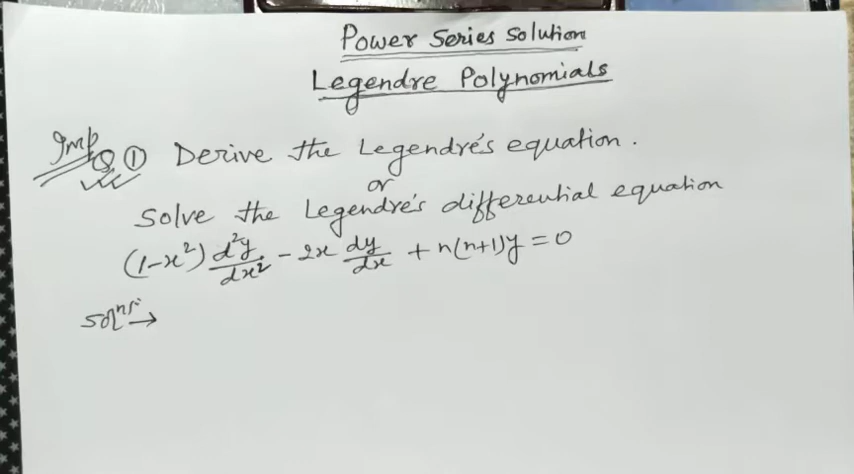 Power Series Solution
Legendre Polynomials
Imp Q ① Derive the Legendre's equation.
or
Solve the Legendre's differential equation
(1-x²) d²y/dx² - 2x dy/dx + n(n+1)y = 0
Solⁿ:→